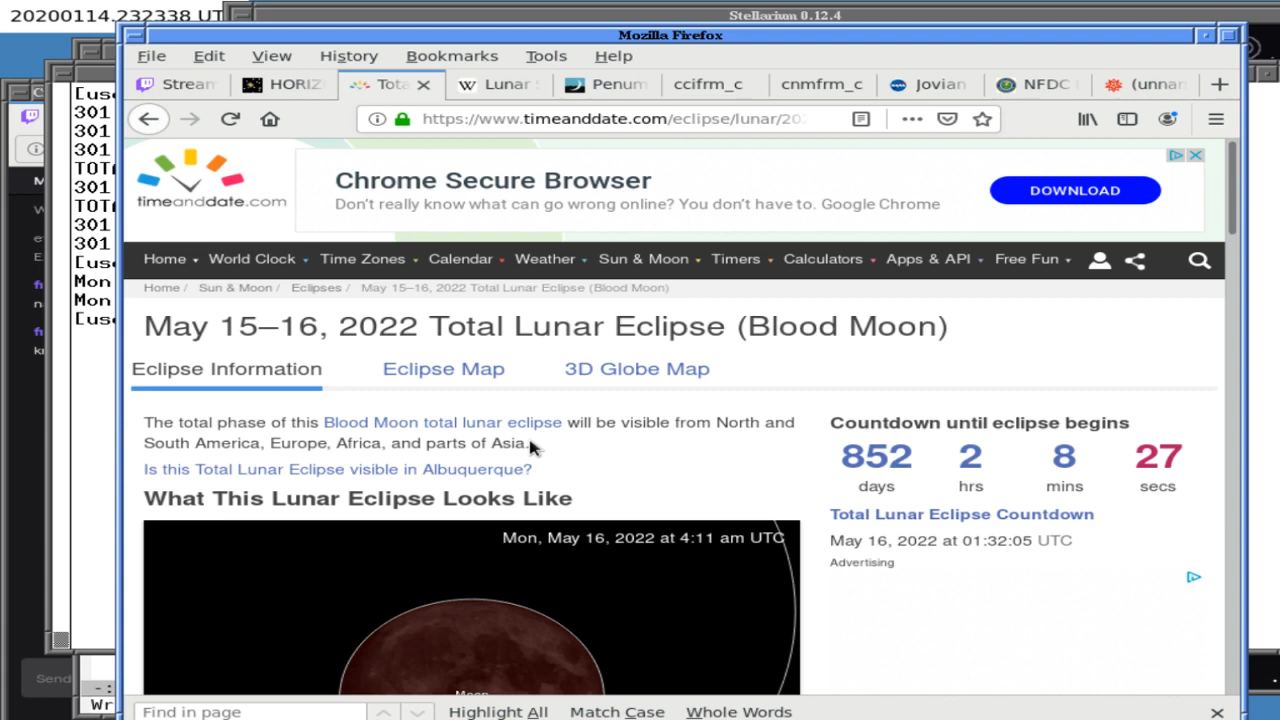 20200114.232338 UT
Stellarium 0.12.4
Mozilla Firefox
File Edit View History Bookmarks Tools Help
Stream HORIZ Tota Lunar Penum ccifrm_c cnmfrm_c Jovian NFDC (unnar
https://www.timeanddate.com/eclipse/lunar/20
[use
301
301
301
TOTA
301
TOTA
301
301
[use
Mon
Mon
[use
timeanddate.com
Chrome Secure Browser
Don't really know what can go wrong online? You don't have to. Google Chrome
DOWNLOAD
Home World Clock Time Zones Calendar Weather Sun & Moon Timers Calculators Apps & API Free Fun
Home / Sun & Moon / Eclipses / May 15–16, 2022 Total Lunar Eclipse (Blood Moon)
May 15–16, 2022 Total Lunar Eclipse (Blood Moon)
Eclipse Information Eclipse Map 3D Globe Map
The total phase of this Blood Moon total lunar eclipse will be visible from North and
South America, Europe, Africa, and parts of Asia.
Is this Total Lunar Eclipse visible in Albuquerque?
What This Lunar Eclipse Looks Like
Mon, May 16, 2022 at 4:11 am UTC
Moon
Countdown until eclipse begins
852 2 8 27
days hrs mins secs
Total Lunar Eclipse Countdown
May 16, 2022 at 01:32:05 UTC
Advertising
Send
-:
Wr
Find in page Highlight All Match Case Whole Words